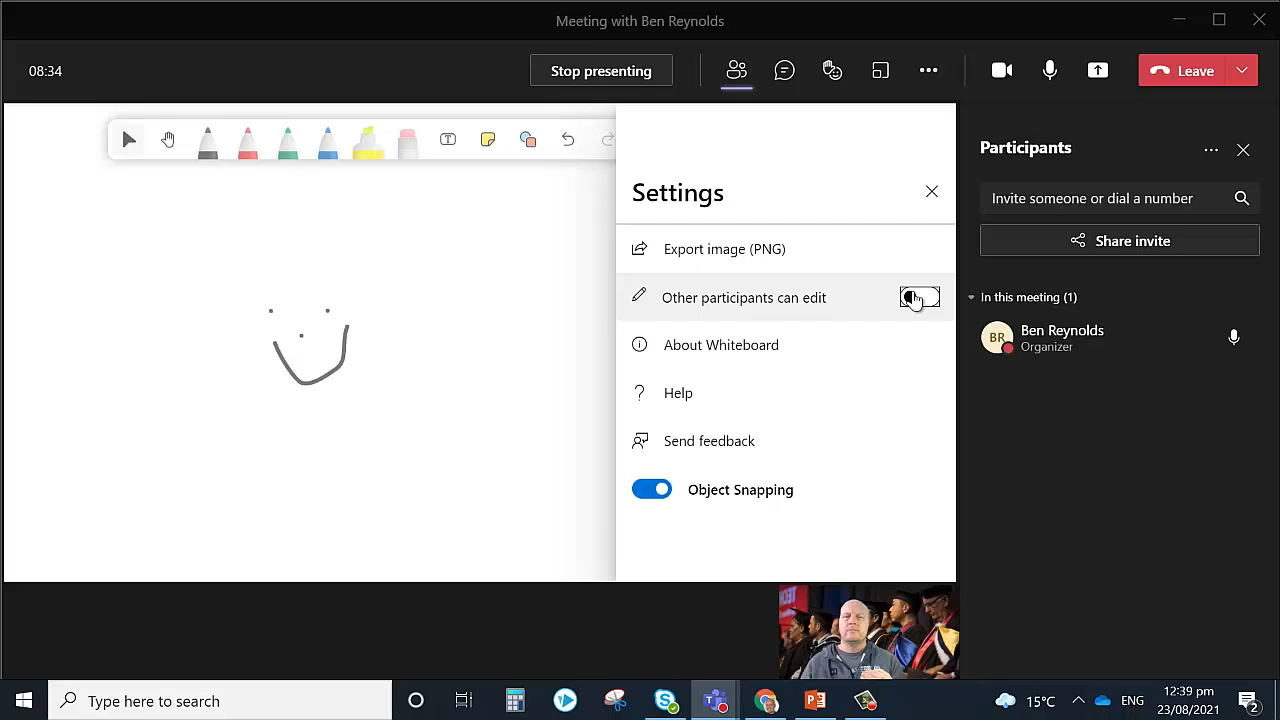 Meeting with Ben Reynolds
08:34
Stop presenting
Leave
Settings
Export image (PNG)
Other participants can edit
About Whiteboard
Help
Send feedback
Object Snapping
Participants
Invite someone or dial a number
Share invite
In this meeting (1)
BR
Ben Reynolds
Organizer
Type here to search
15°C
ENG
12:39 pm
23/08/2021
2